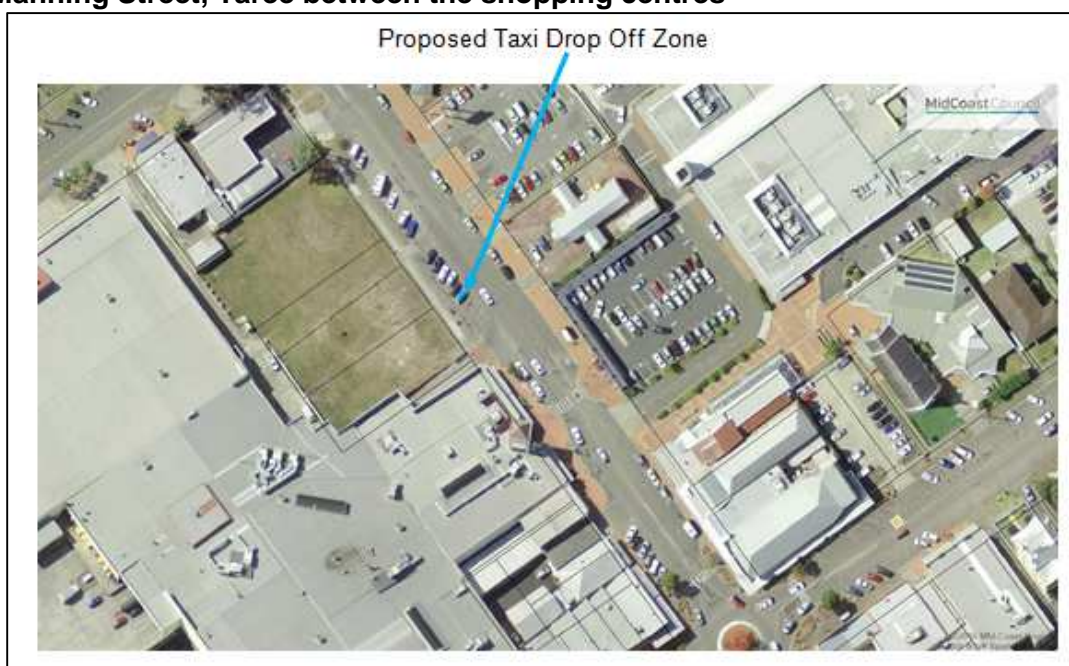 Manning Street, Taree between the shopping centres
Proposed Taxi Drop Off Zone
MidCoast Council